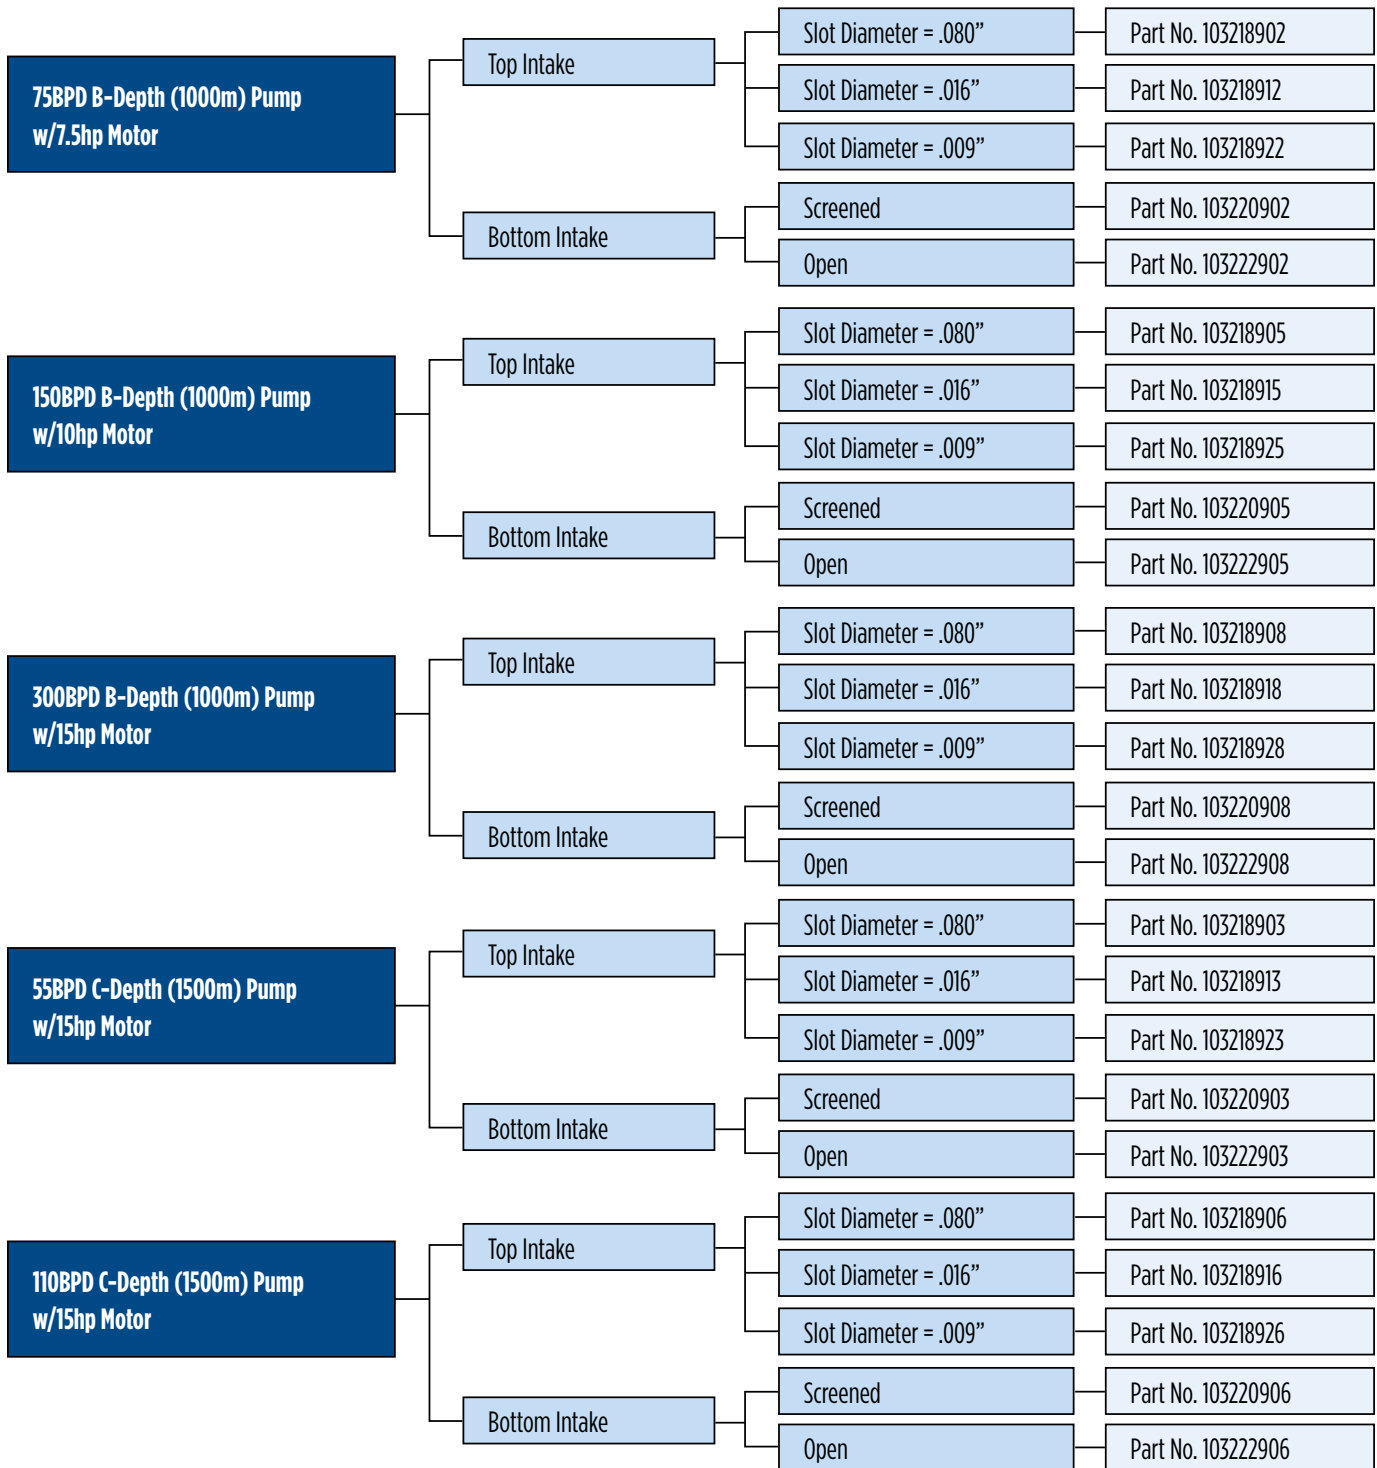 75BPD B-Depth (1000m) Pump
w/7.5hp Motor
Top Intake
Slot Diameter = .080”
Part No. 103218902
Slot Diameter = .016”
Part No. 103218912
Slot Diameter = .009”
Part No. 103218922
Bottom Intake
Screened
Part No. 103220902
Open
Part No. 103222902
150BPD B-Depth (1000m) Pump
w/10hp Motor
Top Intake
Slot Diameter = .080”
Part No. 103218905
Slot Diameter = .016”
Part No. 103218915
Slot Diameter = .009”
Part No. 103218925
Bottom Intake
Screened
Part No. 103220905
Open
Part No. 103222905
300BPD B-Depth (1000m) Pump
w/15hp Motor
Top Intake
Slot Diameter = .080”
Part No. 103218908
Slot Diameter = .016”
Part No. 103218918
Slot Diameter = .009”
Part No. 103218928
Bottom Intake
Screened
Part No. 103220908
Open
Part No. 103222908
55BPD C-Depth (1500m) Pump
w/15hp Motor
Top Intake
Slot Diameter = .080”
Part No. 103218903
Slot Diameter = .016”
Part No. 103218913
Slot Diameter = .009”
Part No. 103218923
Bottom Intake
Screened
Part No. 103220903
Open
Part No. 103222903
110BPD C-Depth (1500m) Pump
w/15hp Motor
Top Intake
Slot Diameter = .080”
Part No. 103218906
Slot Diameter = .016”
Part No. 103218916
Slot Diameter = .009”
Part No. 103218926
Bottom Intake
Screened
Part No. 103220906
Open
Part No. 103222906